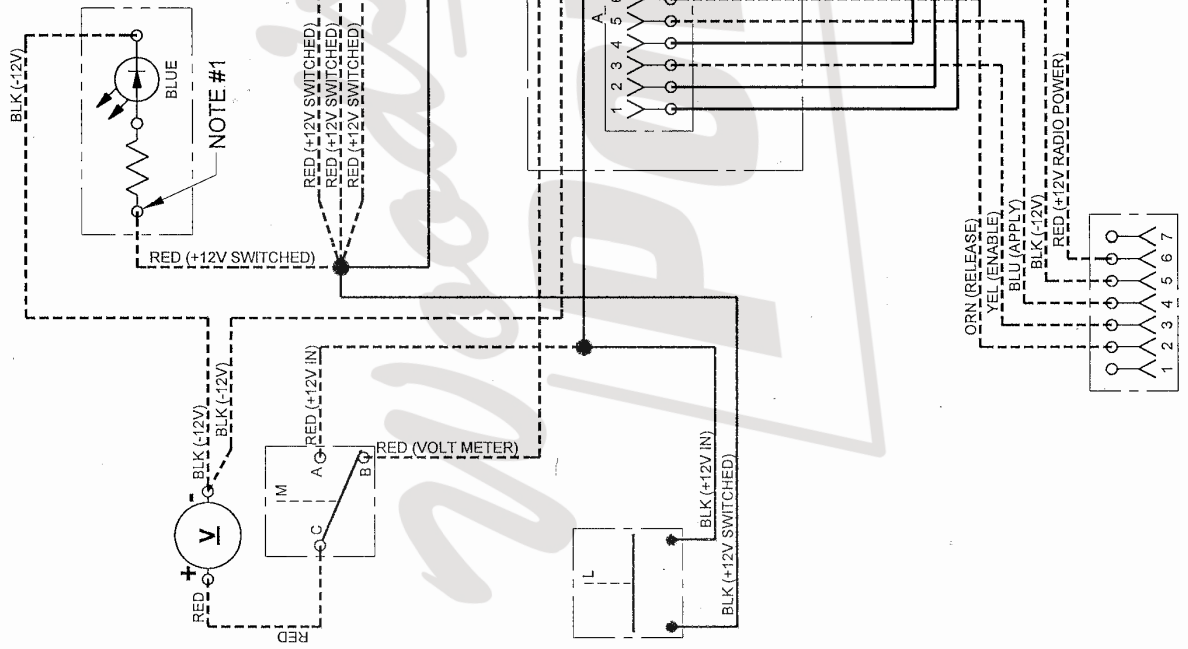 BLK (-12V)
BLUE
NOTE #1
RED (+12V SWITCHED)
RED (+12V SWITCHED)
RED (+12V SWITCHED)
RED (+12V SWITCHED)
A
6
5
4
3
2
1
ORN (RELEASE)
YEL (ENABLE)
BLU (APPLY)
BLK (-12V)
RED (+12V RADIO POWER)
7
6
5
4
3
2
1
BLK (-12V)
BLK (-12V)
RED (+12V IN)
RED (VOLT METER)
A
B
M
C
-
V
+
RED
RED
L
BLK (+12V IN)
BLK (+12V SWITCHED)